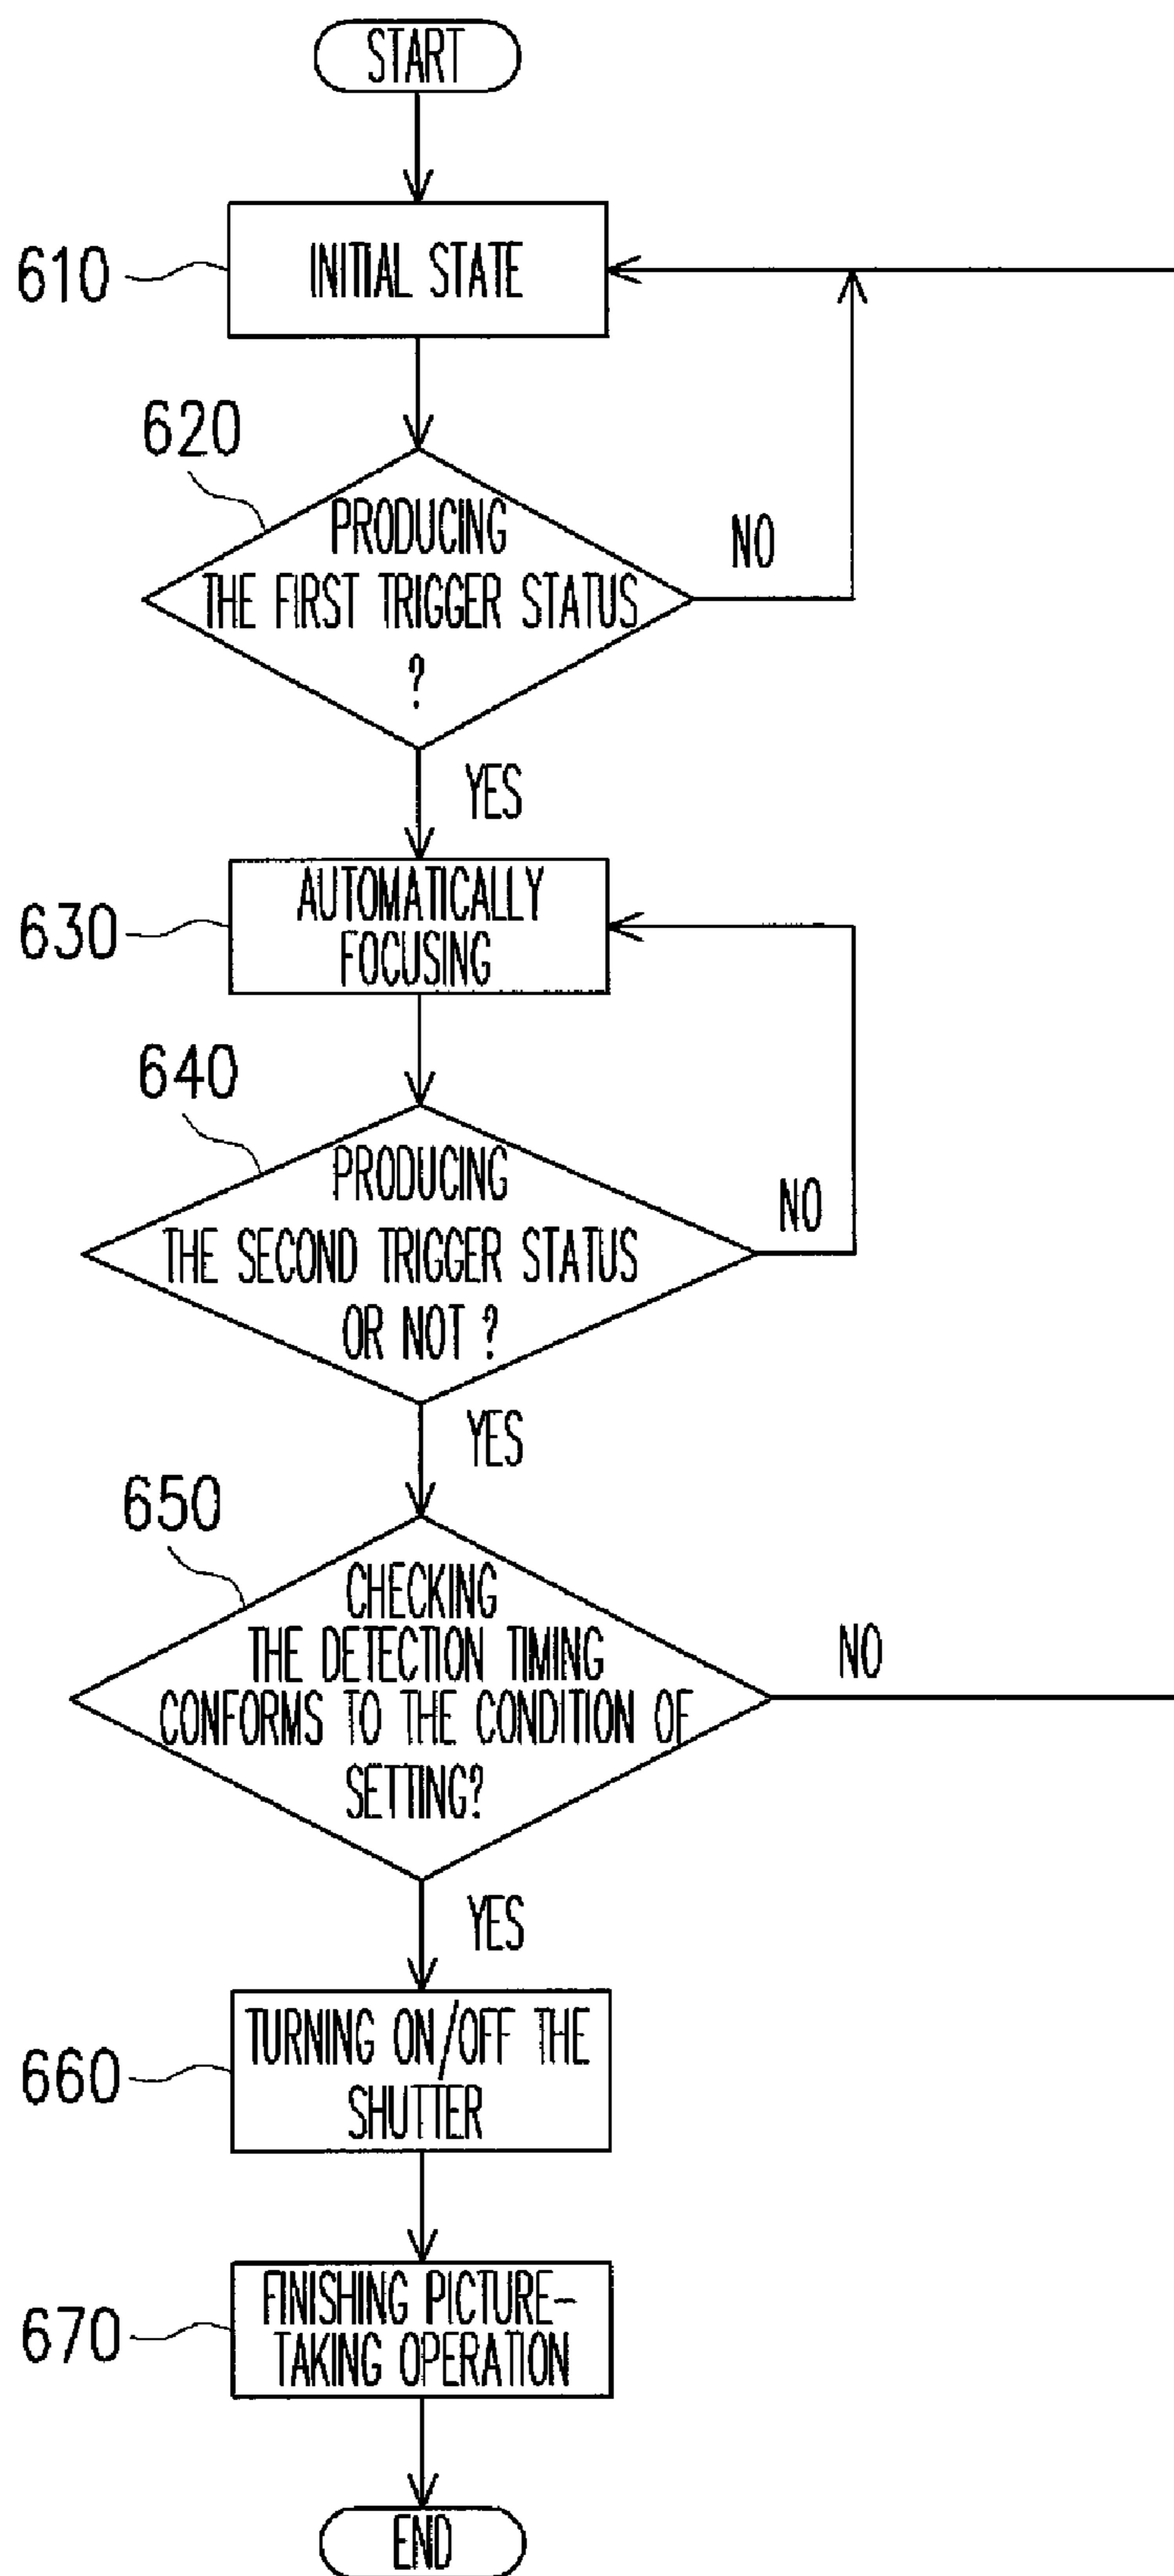 START
610
INITIAL STATE
620
PRODUCING
THE FIRST TRIGGER STATUS
?
NO
YES
630
AUTOMATICALLY
FOCUSING
640
PRODUCING
THE SECOND TRIGGER STATUS
OR NOT ?
NO
YES
650
CHECKING
THE DETECTION TIMING
CONFORMS TO THE CONDITION OF
SETTING?
NO
YES
660
TURNING ON/OFF THE
SHUTTER
670
FINISHING PICTURE-
TAKING OPERATION
END